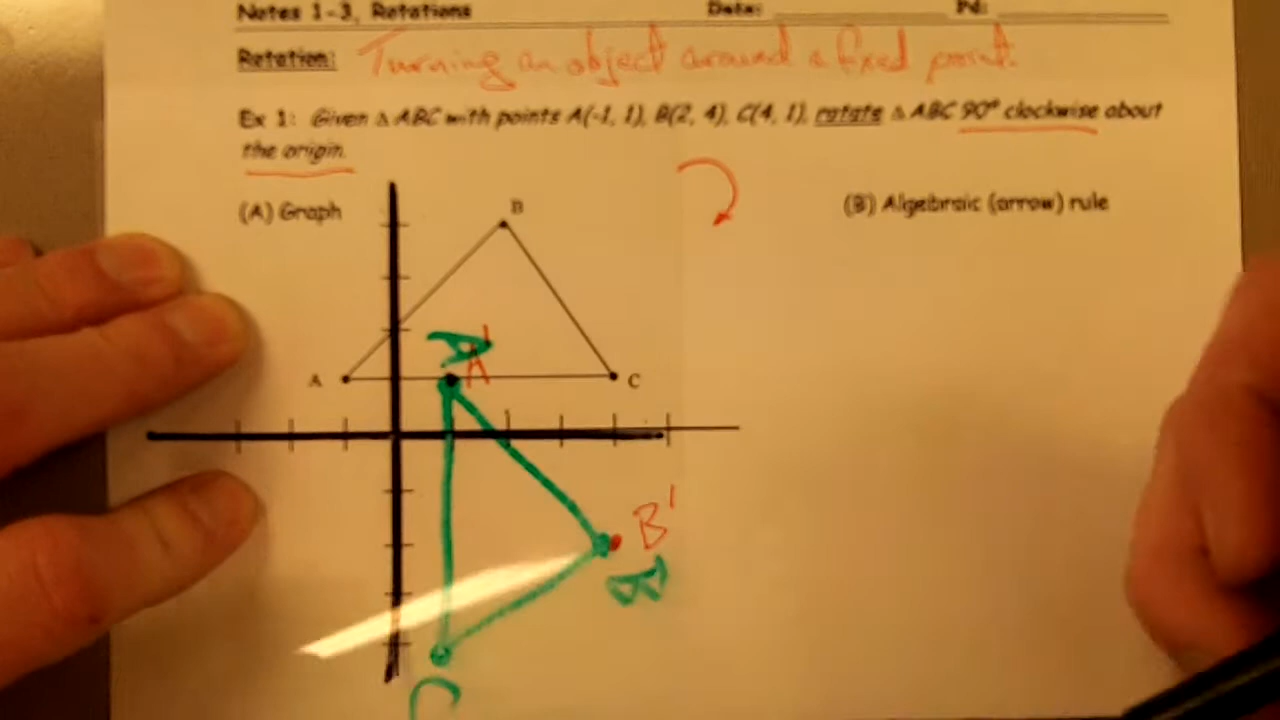 Notes 1-3, Rotations Date: Pd:
Rotation: Turning an object around a fixed point.
Ex 1: Given △ ABC with points A(-1, 1), B(2, 4), C(4, 1), rotate △ ABC 90° clockwise about
the origin.
(A) Graph
(B) Algebraic (arrow) rule
B
A
A'
A C
B'
B
C